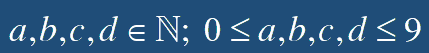 a,b,c,d ∈ ℕ; 0 ≤ a,b,c,d ≤ 9